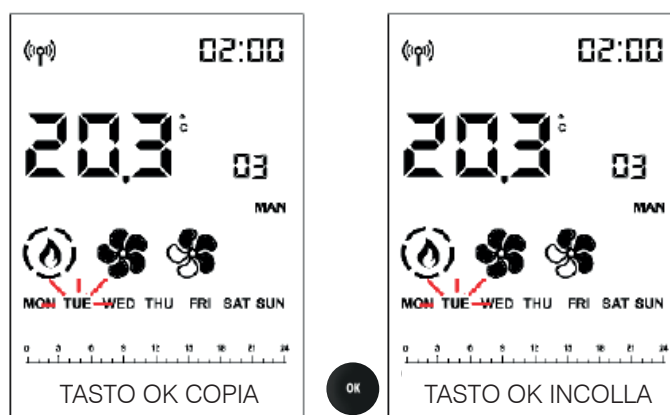 02:00
20,3 °C
03
MAN
MON TUE WED THU FRI SAT SUN
0 3 6 9 12 15 18 21 24
TASTO OK COPIA
OK
02:00
20,3 °C
03
MAN
MON TUE WED THU FRI SAT SUN
0 3 6 9 12 15 18 21 24
TASTO OK INCOLLA